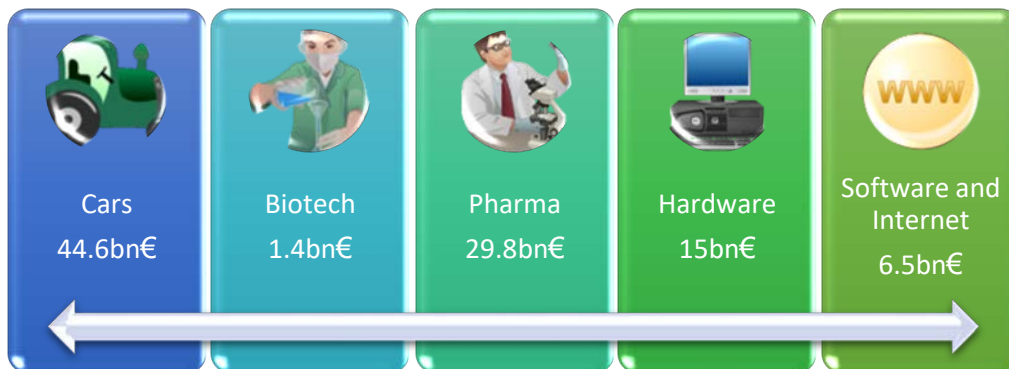 WWW
Cars
44.6bn€
Biotech
1.4bn€
Pharma
29.8bn€
Hardware
15bn€
Software and
Internet
6.5bn€